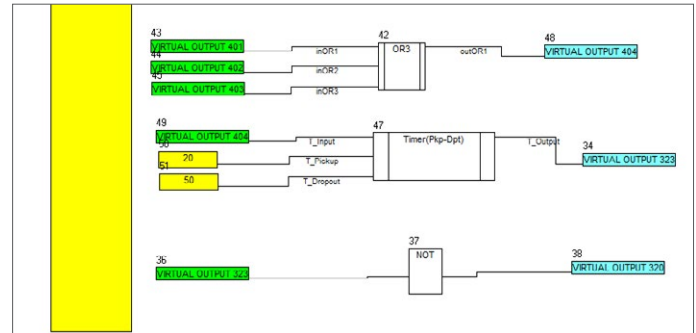 43
VIRTUAL OUTPUT 401
inOR1
42
OR3
outOR1
48
VIRTUAL OUTPUT 404
44
VIRTUAL OUTPUT 402
inOR2
45
VIRTUAL OUTPUT 403
inOR3
49
VIRTUAL OUTPUT 404
T_Input
47
Timer(Pkp-Dpt)
T_Output
34
VIRTUAL OUTPUT 323
50
20
T_Pickup
51
50
T_Dropout
36
VIRTUAL OUTPUT 323
37
NOT
38
VIRTUAL OUTPUT 320